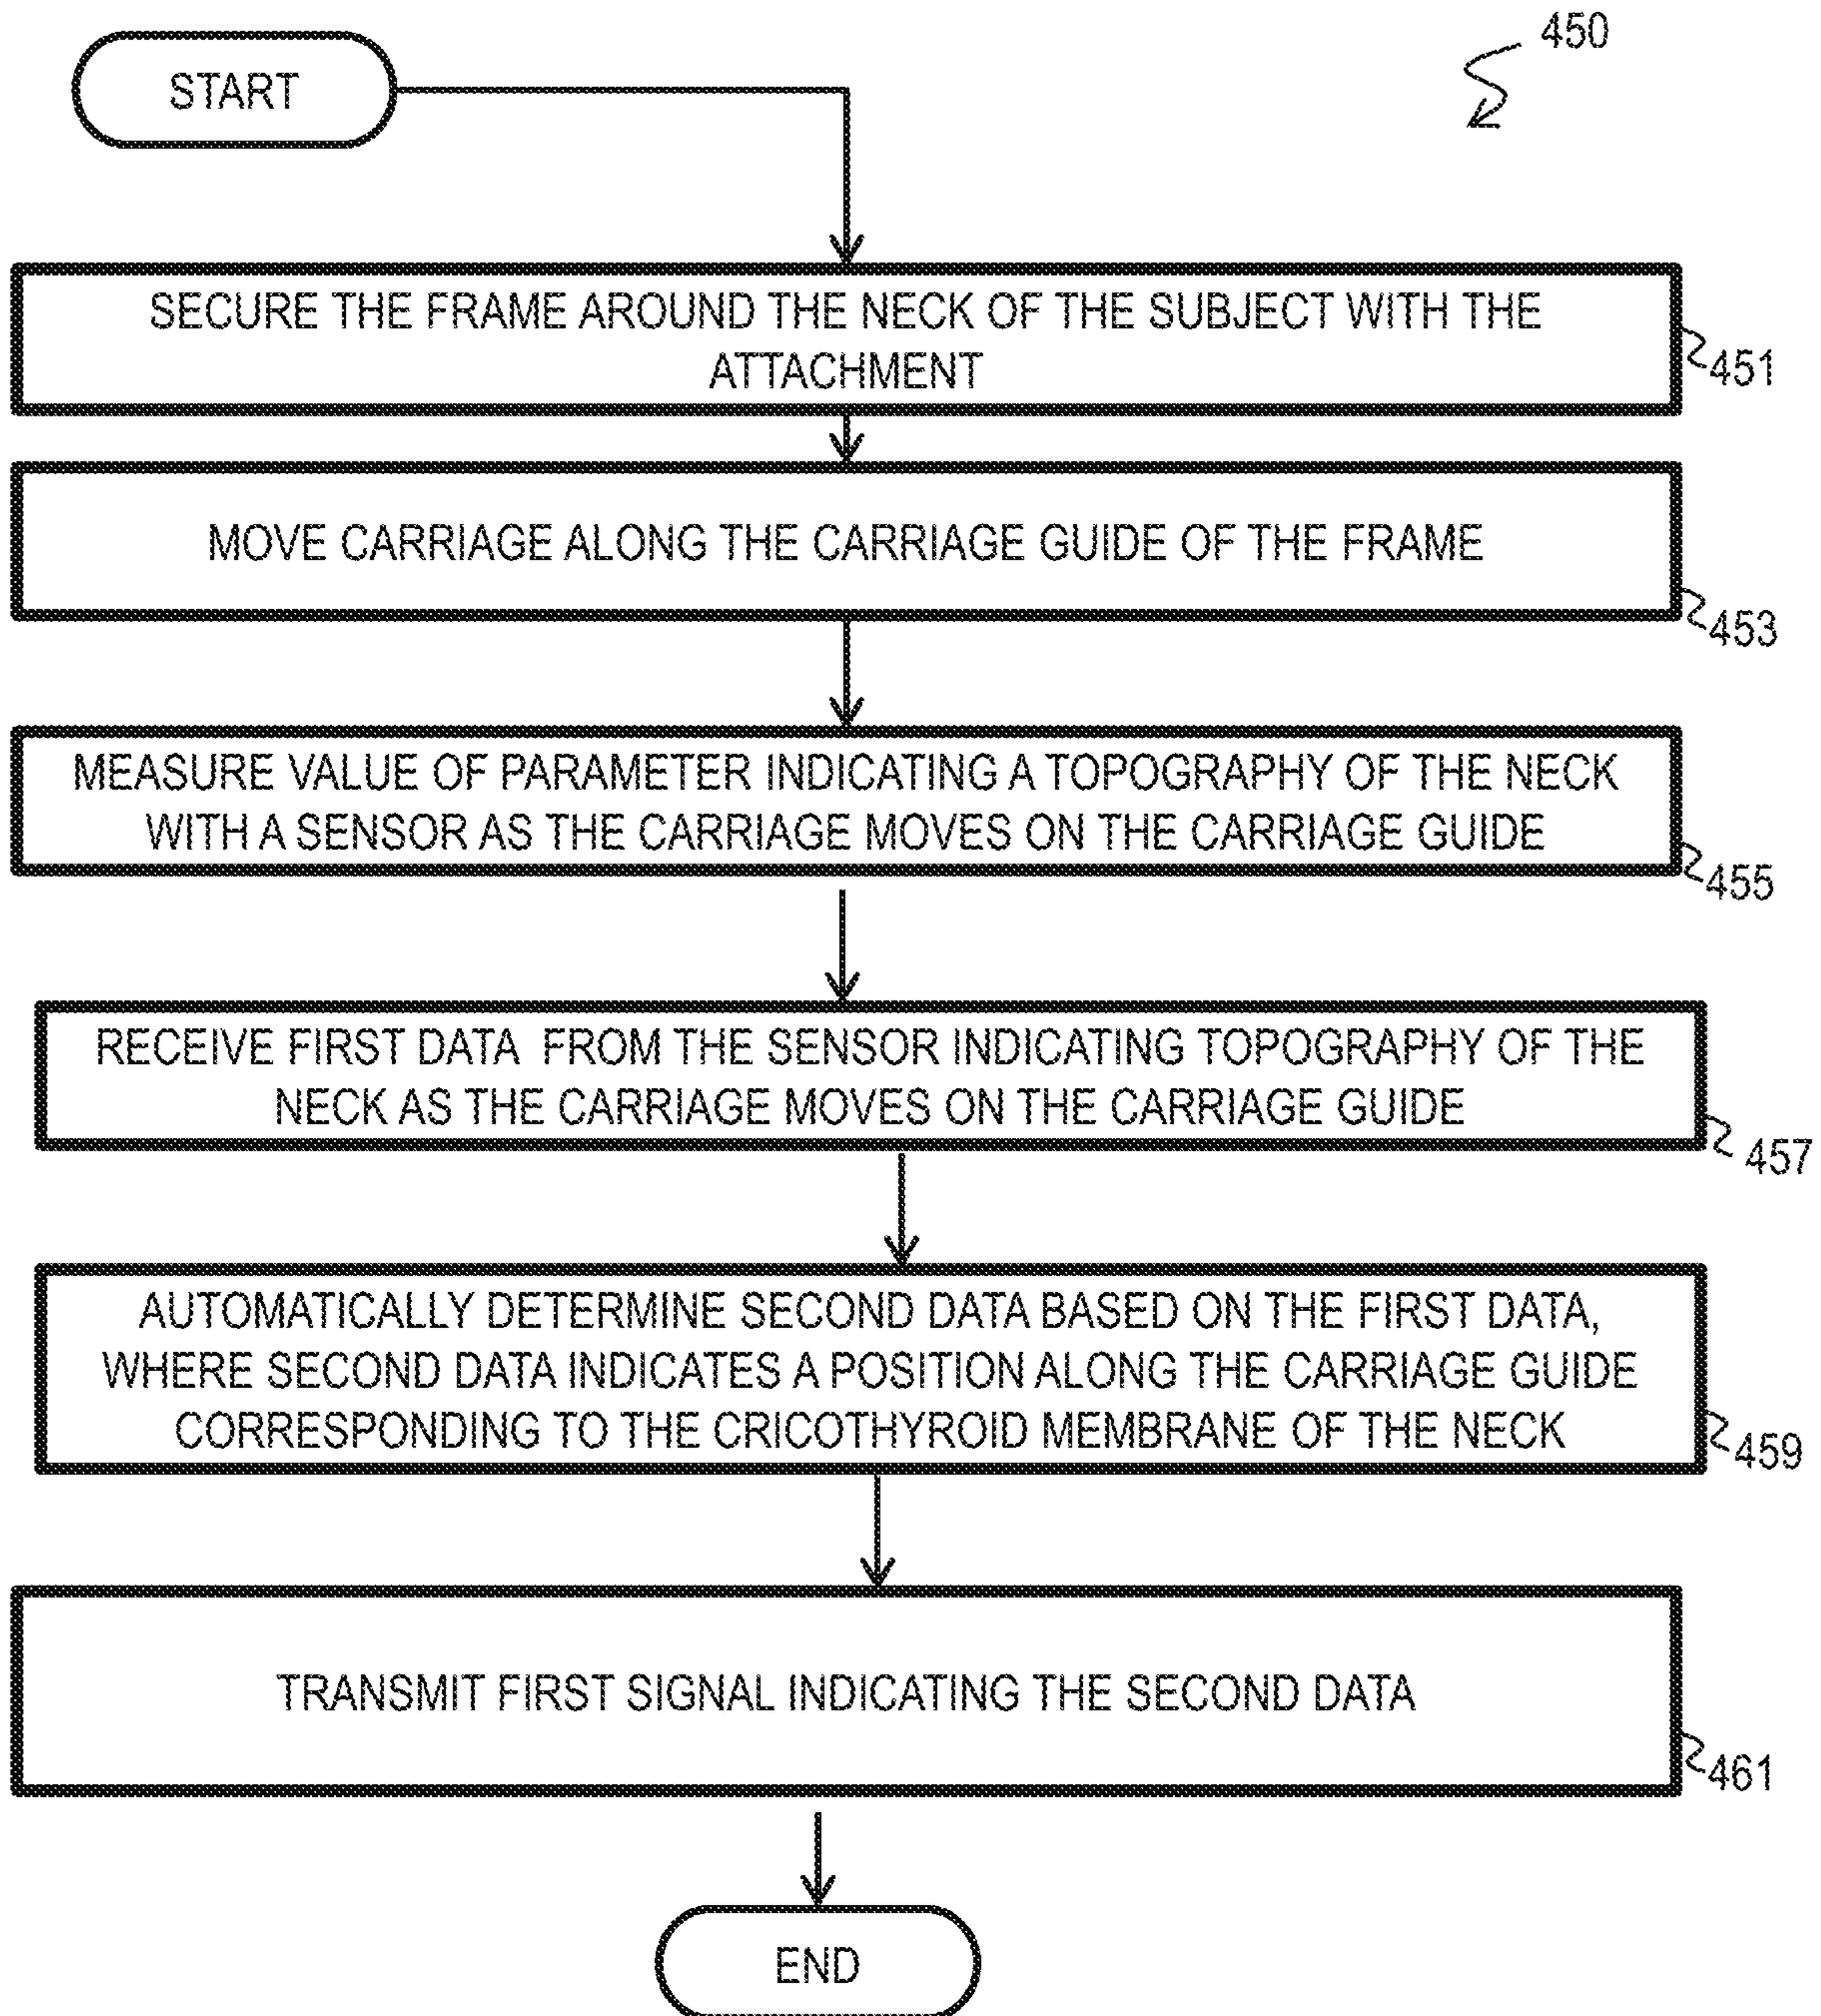 450
START
SECURE THE FRAME AROUND THE NECK OF THE SUBJECT WITH THE
ATTACHMENT
451
MOVE CARRIAGE ALONG THE CARRIAGE GUIDE OF THE FRAME
453
MEASURE VALUE OF PARAMETER INDICATING A TOPOGRAPHY OF THE NECK
WITH A SENSOR AS THE CARRIAGE MOVES ON THE CARRIAGE GUIDE
455
RECEIVE FIRST DATA FROM THE SENSOR INDICATING TOPOGRAPHY OF THE
NECK AS THE CARRIAGE MOVES ON THE CARRIAGE GUIDE
457
AUTOMATICALLY DETERMINE SECOND DATA BASED ON THE FIRST DATA,
WHERE SECOND DATA INDICATES A POSITION ALONG THE CARRIAGE GUIDE
CORRESPONDING TO THE CRICOTHYROID MEMBRANE OF THE NECK
459
TRANSMIT FIRST SIGNAL INDICATING THE SECOND DATA
461
END